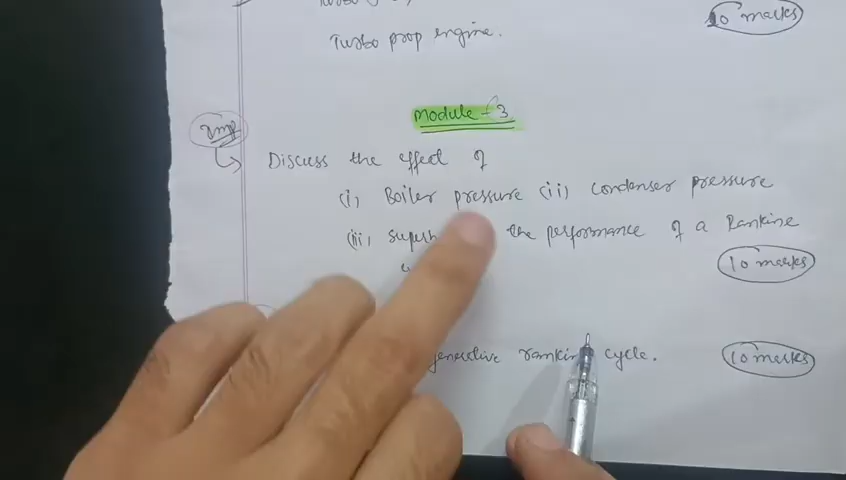 Turbo prop engine.
10 marks
Module - 3
Imp
Discuss the effect of
(i) Boiler pressure (ii) condenser pressure
(iii) the performance of a Rankine
10 marks
rankine cycle.
10 marks